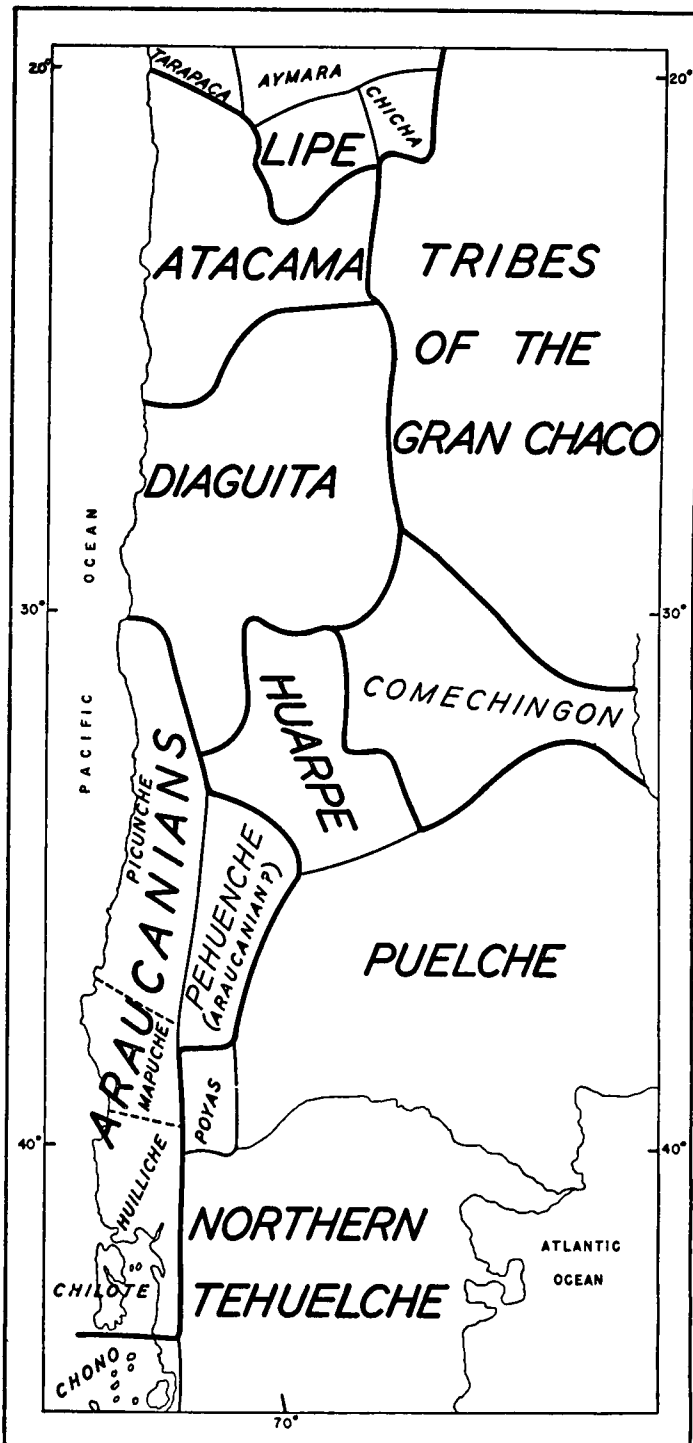 20°
20°
TARAPACA
AYMARA
CHICHA
LIPE
ATACAMA
TRIBES
OF THE
GRAN CHACO
DIAGUITA
PACIFIC OCEAN
30°
30°
HUARPE
COMECHINGON
ARAUCANIANS
PICUNCHE
PEHUENCHE
(ARAUCANIAN?)
PUELCHE
MAPUCHE
POYAS
40°
40°
HUILLICHE
NORTHERN
TEHUELCHE
ATLANTIC
OCEAN
CHILOTE
CHONO
70°